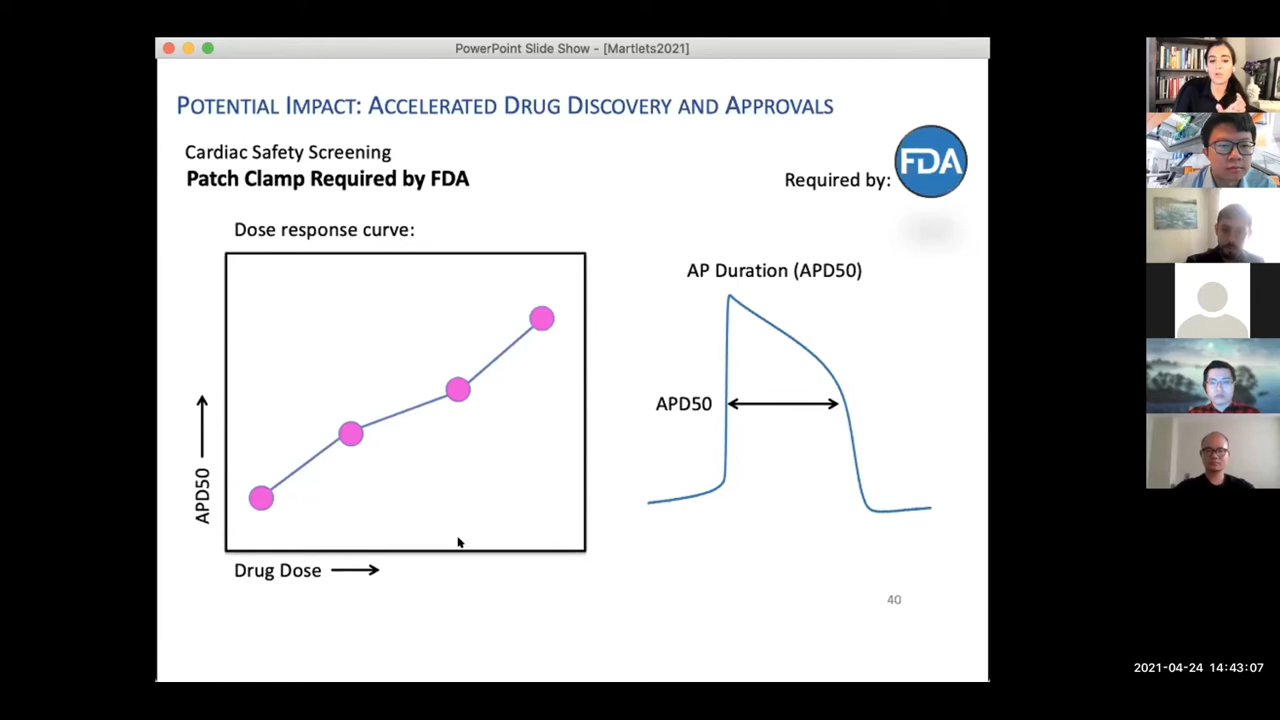 PowerPoint Slide Show - [Martlets2021]
POTENTIAL IMPACT: ACCELERATED DRUG DISCOVERY AND APPROVALS
Cardiac Safety Screening
Patch Clamp Required by FDA
Required by:
FDA
Dose response curve:
AP Duration (APD50)
APD50
APD50
Drug Dose
40
2021-04-24 14:43:07